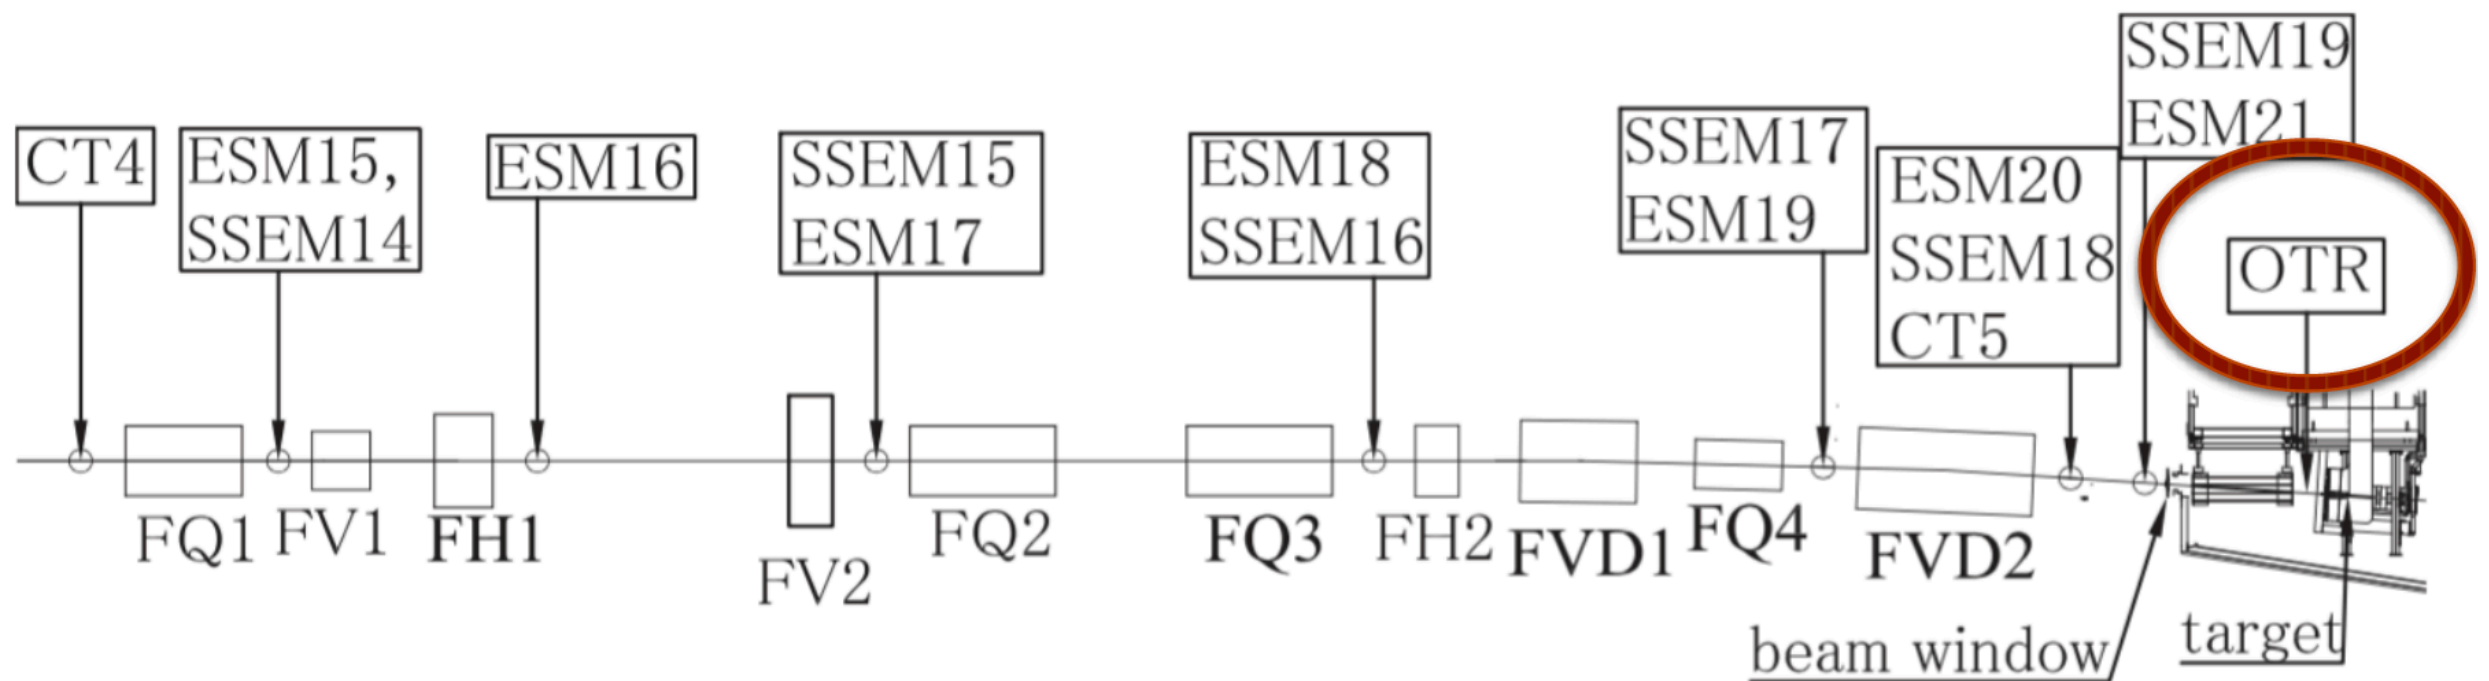 CT4
ESM15,
SSEM14
ESM16
SSEM15
ESM17
ESM18
SSEM16
SSEM17
ESM19
ESM20
SSEM18
CT5
SSEM19
ESM21
OTR
FQ1
FV1
FH1
FV2
FQ2
FQ3
FH2
FVD1
FQ4
FVD2
beam window
target